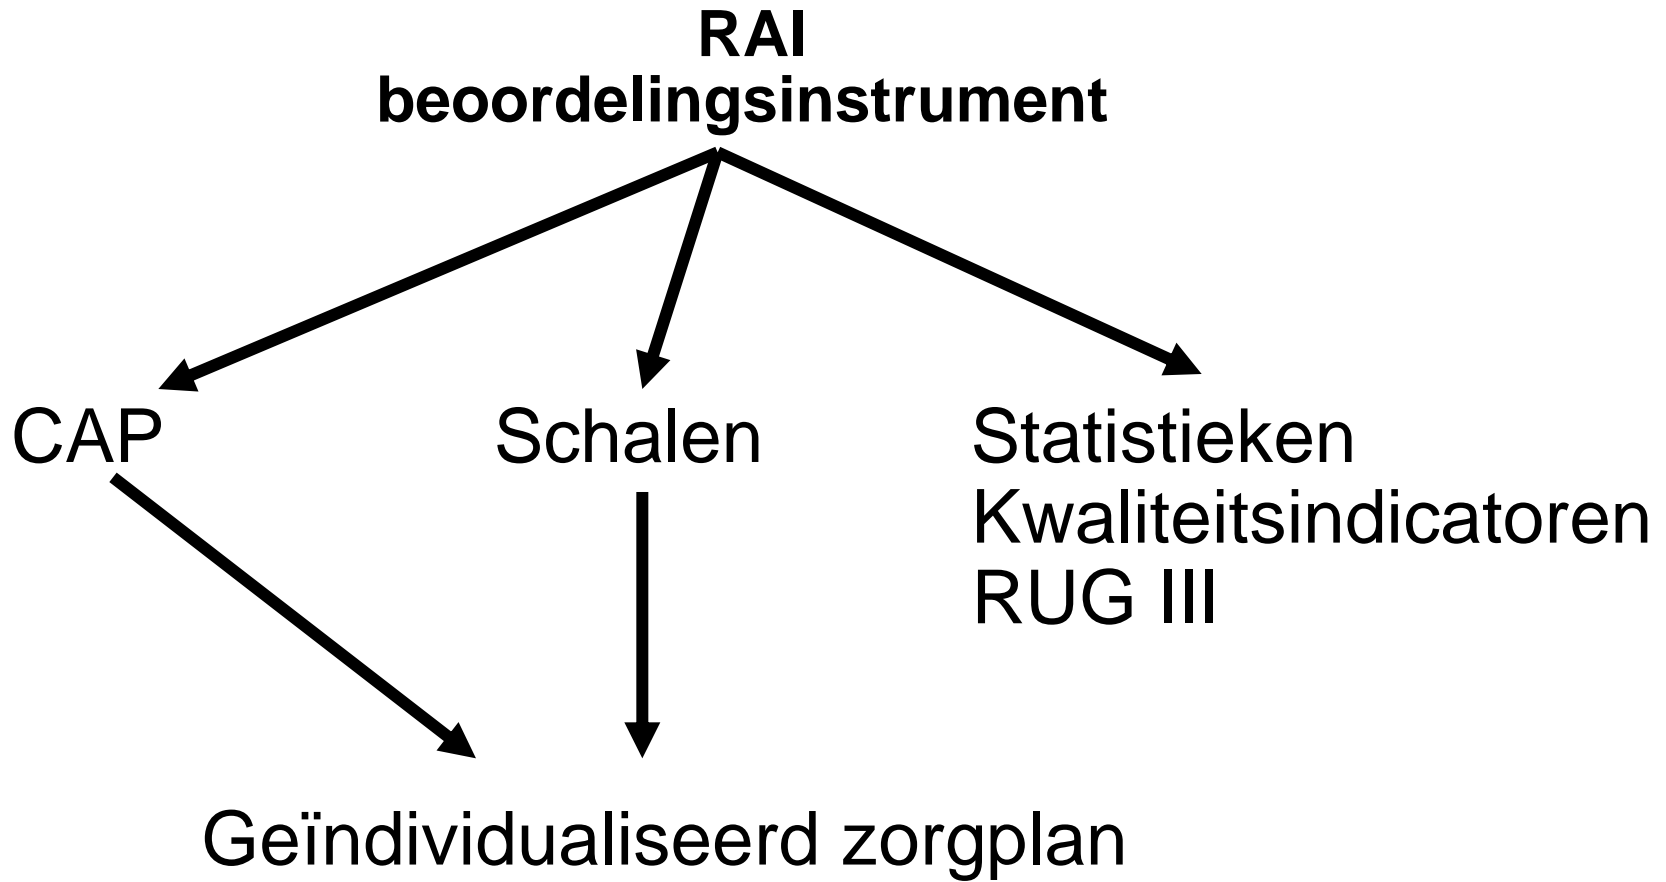 RAI
beoordelingsinstrument
CAP
Schalen
Statistieken
Kwaliteitsindicatoren
RUG III
Geïndividualiseerd zorgplan